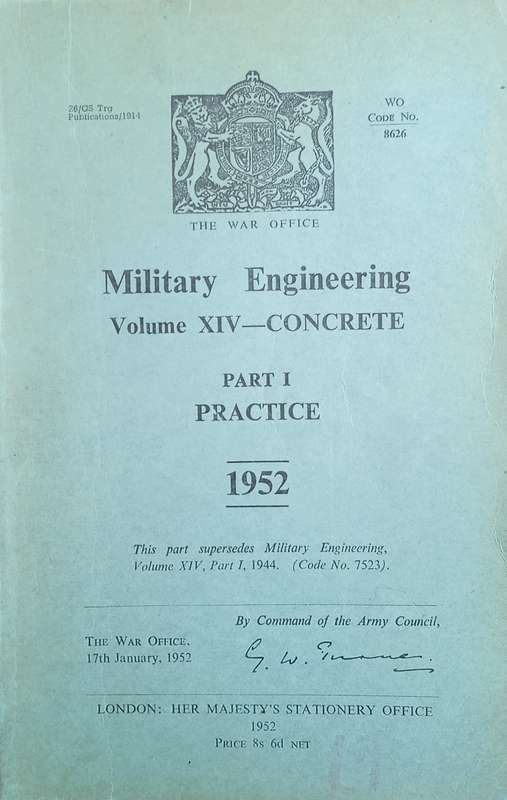 26/GS Trg
Publications/1914
WO
CODE NO.
8626
THE WAR OFFICE
Military Engineering
Volume XIV—CONCRETE
PART I
PRACTICE
1952
This part supersedes Military Engineering,
Volume XIV, Part I, 1944. (Code No. 7523).
By Command of the Army Council,
THE WAR OFFICE,
17th January, 1952
G. W. Turner.
LONDON: HER MAJESTY'S STATIONERY OFFICE
1952
PRICE 8s 6d NET